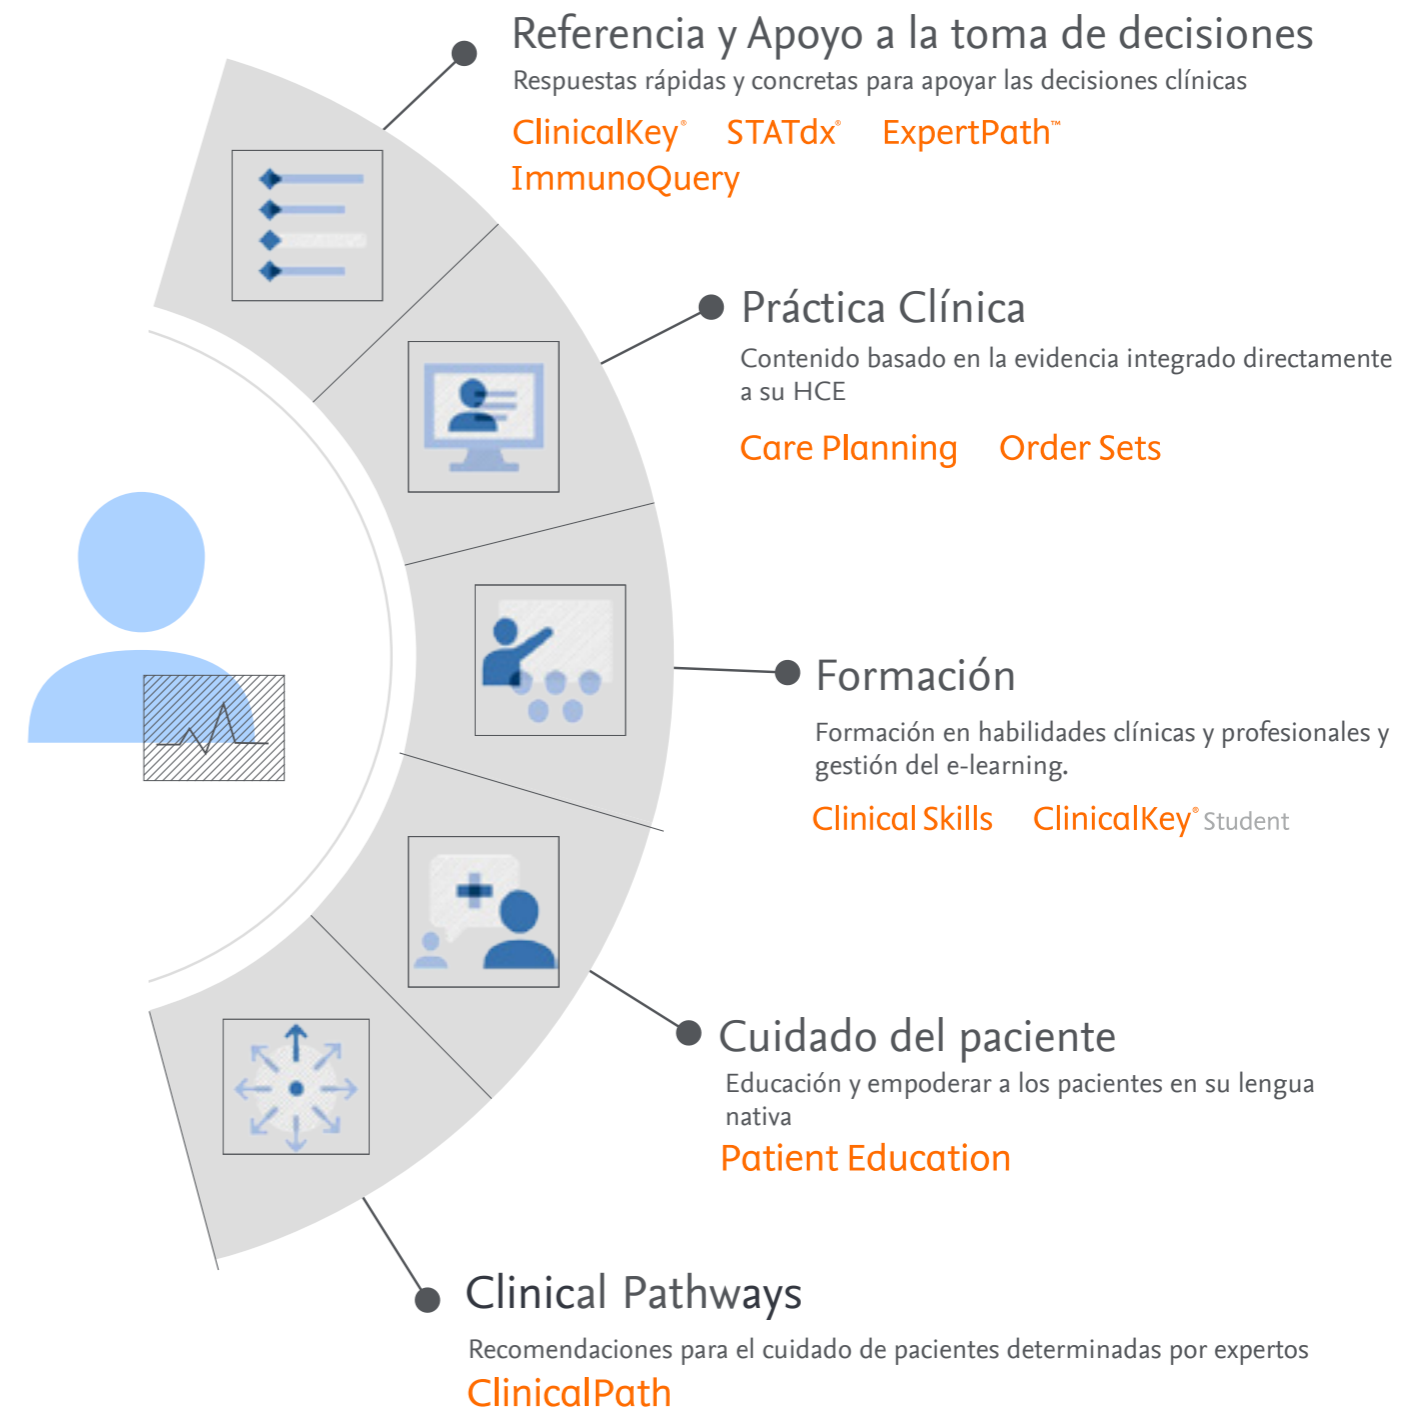 Referencia y Apoyo a la toma de decisiones
Respuestas rápidas y concretas para apoyar las decisiones clínicas
ClinicalKey® STATdx® ExpertPath™
ImmunoQuery
Práctica Clínica
Contenido basado en la evidencia integrado directamente
a su HCE
Care Planning Order Sets
Formación
Formación en habilidades clínicas y profesionales y
gestión del e-learning.
Clinical Skills ClinicalKey® Student
Cuidado del paciente
Educación y empoderar a los pacientes en su lengua
nativa
Patient Education
Clinical Pathways
Recomendaciones para el cuidado de pacientes determinadas por expertos
ClinicalPath